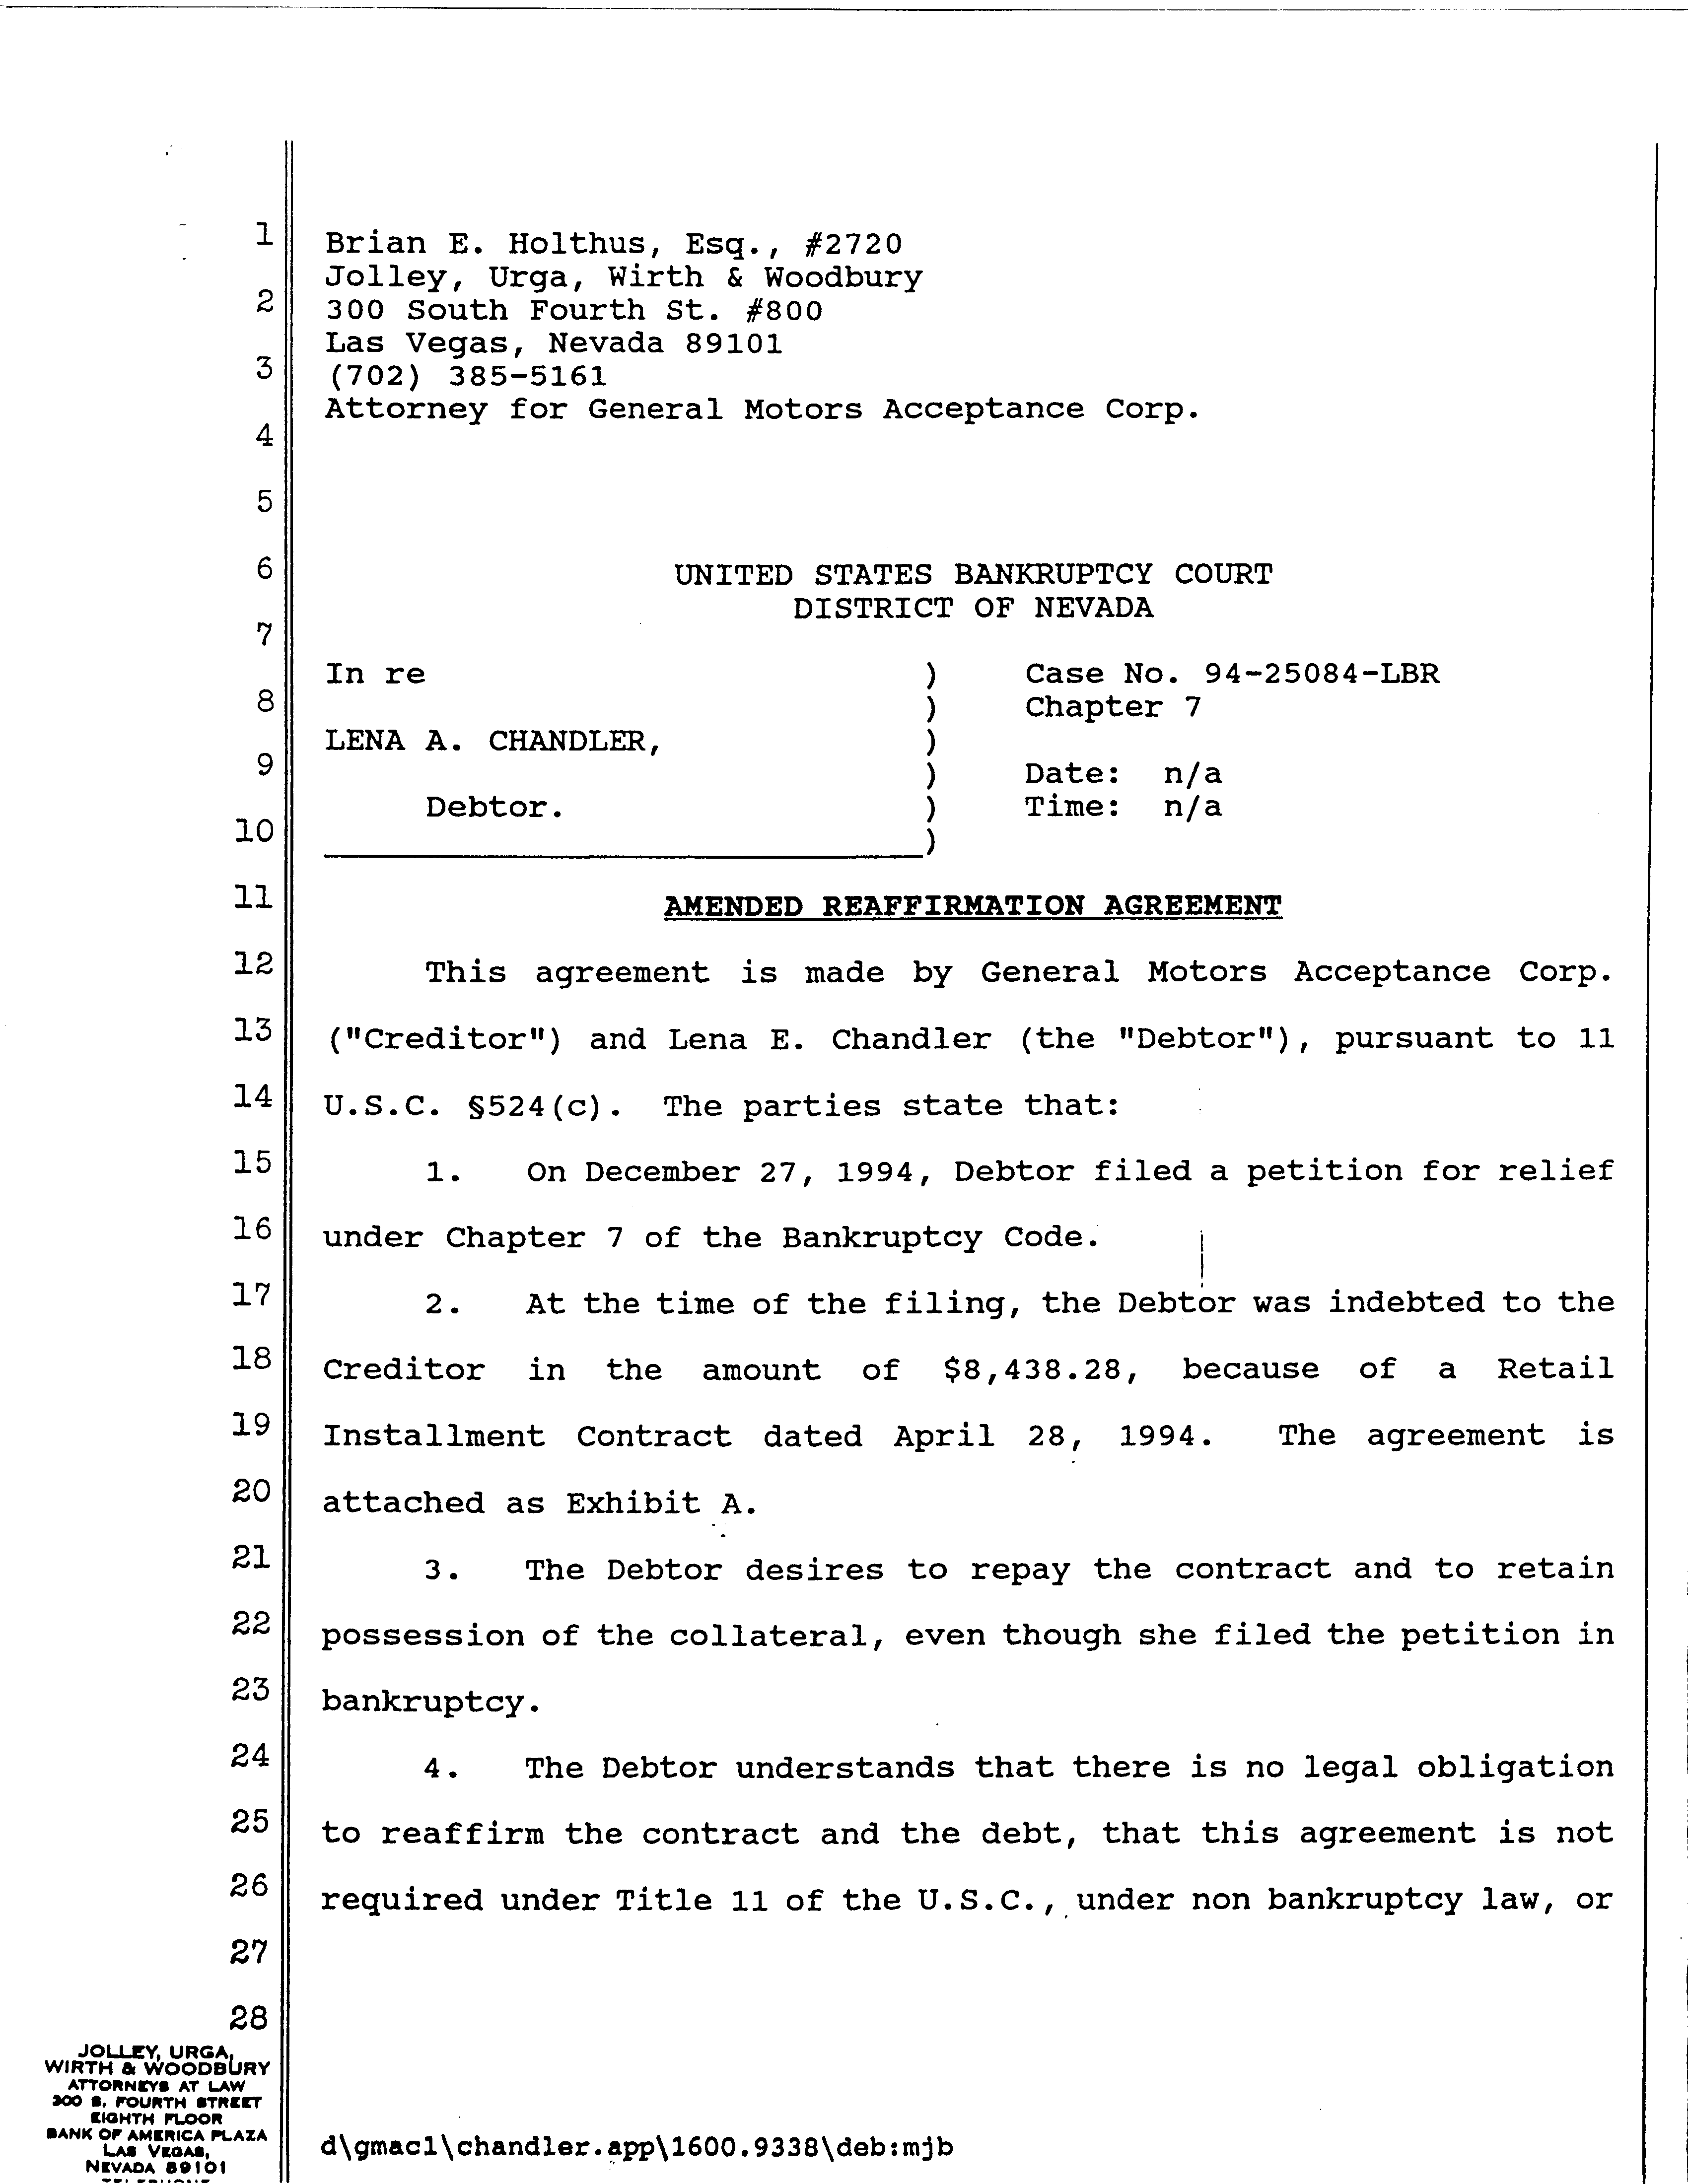 1
Brian E. Holthus, Esq., #2720
Jolley, Urga, Wirth & Woodbury
2
300 South Fourth St. #800
Las Vegas, Nevada 89101
3
(702) 385-5161
Attorney for General Motors Acceptance Corp.
4
5
6
UNITED STATES BANKRUPTCY COURT
DISTRICT OF NEVADA
7
In re ) Case No. 94-25084-LBR
8
) Chapter 7
LENA A. CHANDLER, )
9
) Date: n/a
Debtor. ) Time: n/a
10
)
11 AMENDED REAFFIRMATION AGREEMENT
12 This agreement is made by General Motors Acceptance Corp.
13 ("Creditor") and Lena E. Chandler (the "Debtor"), pursuant to 11
14 U.S.C. §524(c). The parties state that:
15 1. On December 27, 1994, Debtor filed a petition for relief
16 under Chapter 7 of the Bankruptcy Code.
17 2. At the time of the filing, the Debtor was indebted to the
18 Creditor in the amount of $8,438.28, because of a Retail
19 Installment Contract dated April 28, 1994. The agreement is
20 attached as Exhibit A.
21 3. The Debtor desires to repay the contract and to retain
22 possession of the collateral, even though she filed the petition in
23 bankruptcy.
24 4. The Debtor understands that there is no legal obligation
25 to reaffirm the contract and the debt, that this agreement is not
26 required under Title 11 of the U.S.C., under non bankruptcy law, or
27
28
JOLLEY, URGA,
WIRTH & WOODBURY
ATTORNEYS AT LAW
300 S. FOURTH STREET
EIGHTH FLOOR
BANK OF AMERICA PLAZA
LAS VEGAS,
NEVADA 89101
d\gmac1\chandler.app\1600.9338\deb:mjb